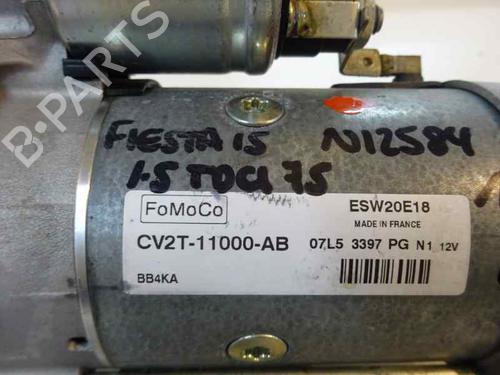 B-PARTS
FIESTA 15 N12584
1.5 TDCI 75
FoMoCo
ESW20E18
MADE IN FRANCE
CV2T-11000-AB 07L5 3397 PG N1 12V
BB4KA